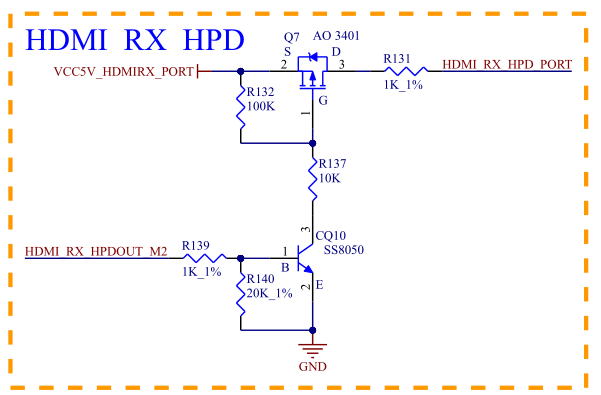 HDMI RX HPD
Q7
AO 3401
S
D
VCC5V_HDMIRX_PORT
2
3
R131
1K_1%
HDMI_RX_HPD_PORT
R132
100K
G
1
R137
10K
3
CQ10
SS8050
HDMI_RX_HPDOUT_M2
R139
1K_1%
1
B
R140
20K_1%
2
E
GND